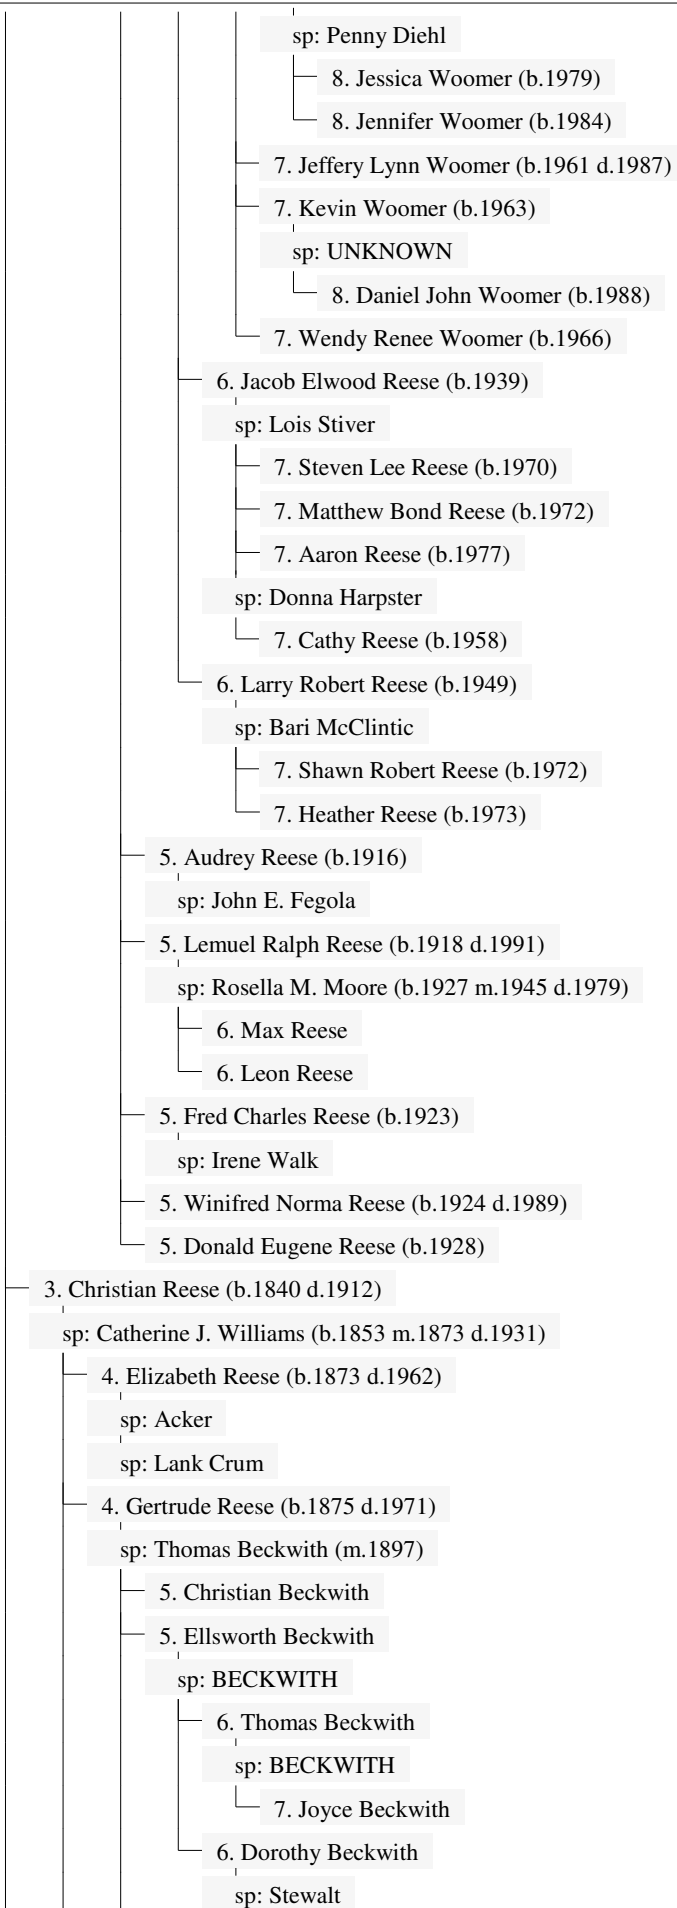 sp: Penny Diehl
8. Jessica Woomer (b.1979)
8. Jennifer Woomer (b.1984)
7. Jeffery Lynn Woomer (b.1961 d.1987)
7. Kevin Woomer (b.1963)
sp: UNKNOWN
8. Daniel John Woomer (b.1988)
7. Wendy Renee Woomer (b.1966)
6. Jacob Elwood Reese (b.1939)
sp: Lois Stiver
7. Steven Lee Reese (b.1970)
7. Matthew Bond Reese (b.1972)
7. Aaron Reese (b.1977)
sp: Donna Harpster
7. Cathy Reese (b.1958)
6. Larry Robert Reese (b.1949)
sp: Bari McClintic
7. Shawn Robert Reese (b.1972)
7. Heather Reese (b.1973)
5. Audrey Reese (b.1916)
sp: John E. Fegola
5. Lemuel Ralph Reese (b.1918 d.1991)
sp: Rosella M. Moore (b.1927 m.1945 d.1979)
6. Max Reese
6. Leon Reese
5. Fred Charles Reese (b.1923)
sp: Irene Walk
5. Winifred Norma Reese (b.1924 d.1989)
5. Donald Eugene Reese (b.1928)
3. Christian Reese (b.1840 d.1912)
sp: Catherine J. Williams (b.1853 m.1873 d.1931)
4. Elizabeth Reese (b.1873 d.1962)
sp: Acker
sp: Lank Crum
4. Gertrude Reese (b.1875 d.1971)
sp: Thomas Beckwith (m.1897)
5. Christian Beckwith
5. Ellsworth Beckwith
sp: BECKWITH
6. Thomas Beckwith
sp: BECKWITH
7. Joyce Beckwith
6. Dorothy Beckwith
sp: Stewalt